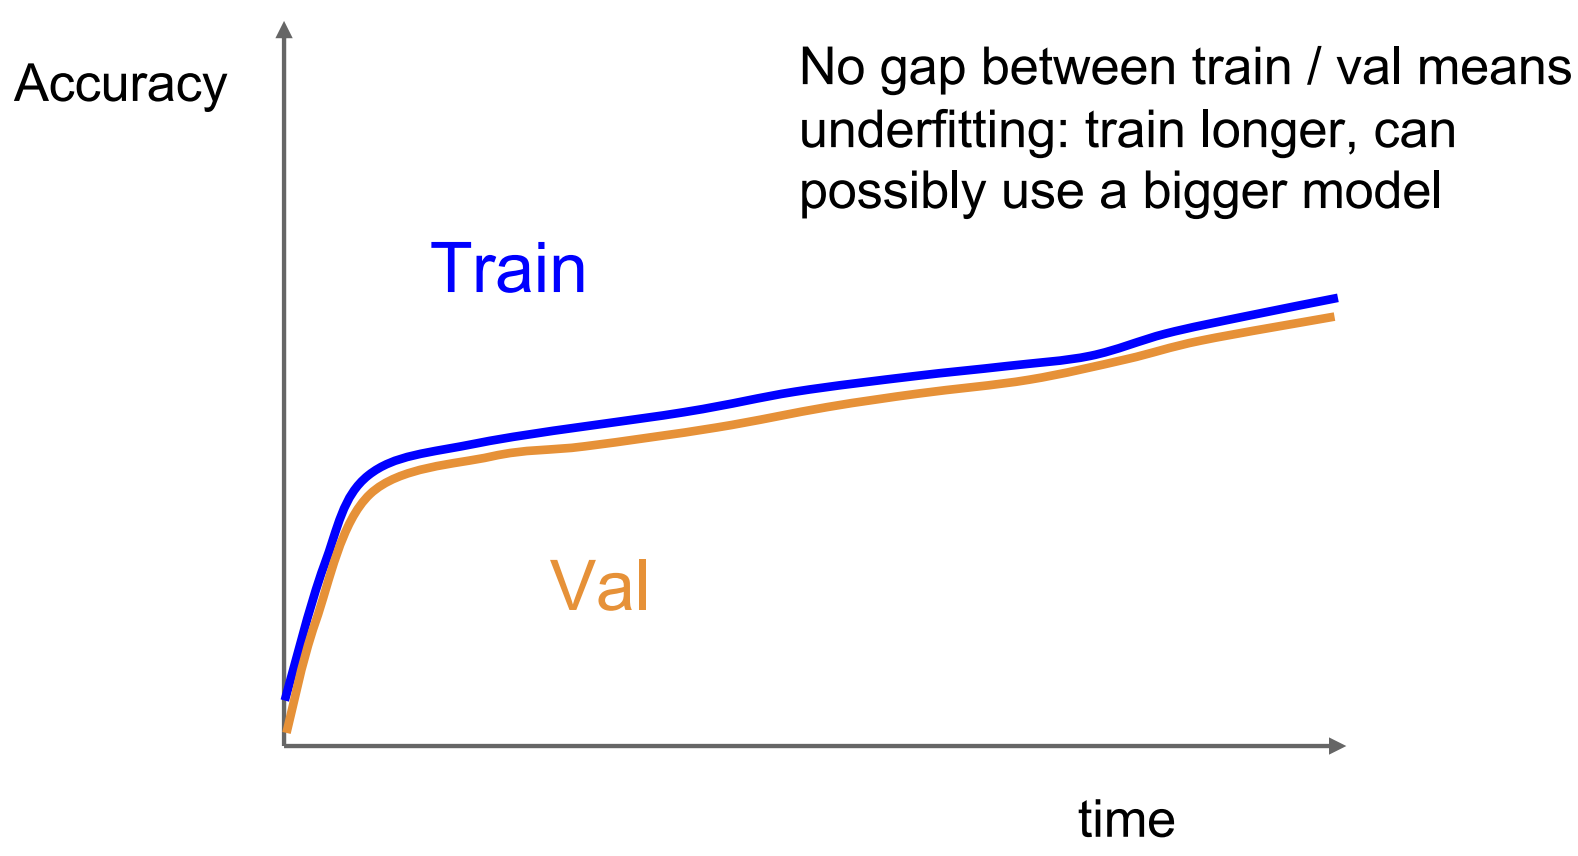 Accuracy
No gap between train / val means
underfitting: train longer, can
possibly use a bigger model
Train
Val
time